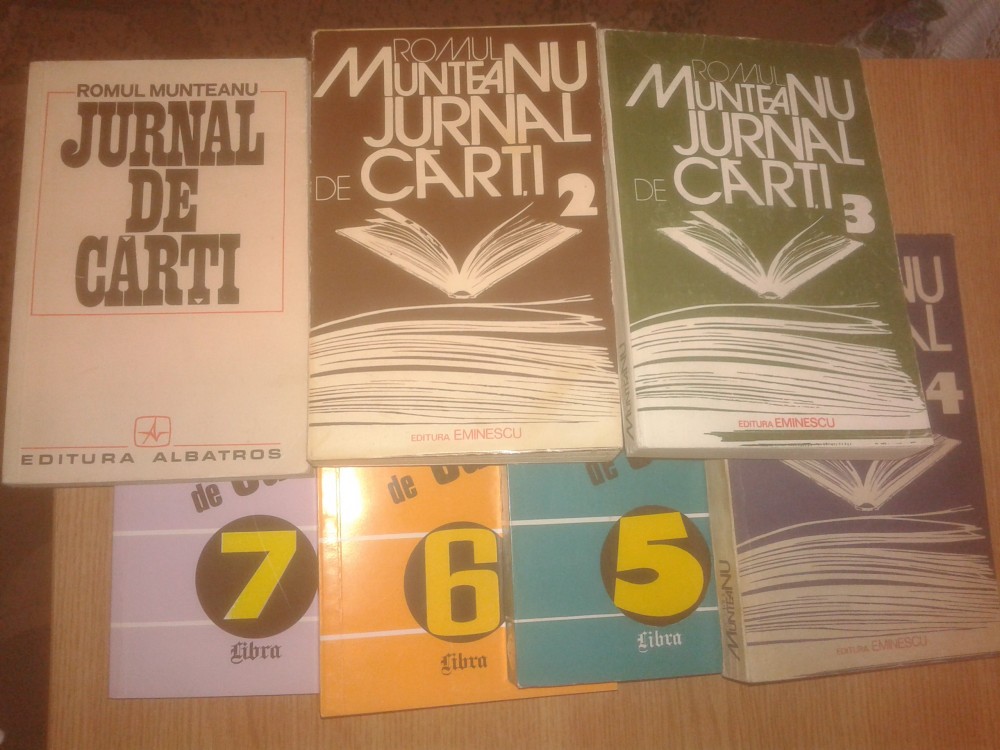 ROMUL MUNTEANU
JURNAL
DE
CĂRȚI
EDITURA ALBATROS
ROMUL
MUNTEANU
JURNAL
DE CĂRȚI
2
EDITURA EMINESCU
ROMUL
MUNTEANU
JURNAL
DE CĂRȚI
3
EDITURA EMINESCU
MUNTEANU
NU
AL
4
EDITURA EMINESCU
MUNTEANU
de
7
Libra
de
6
Libra
de
5
Libra